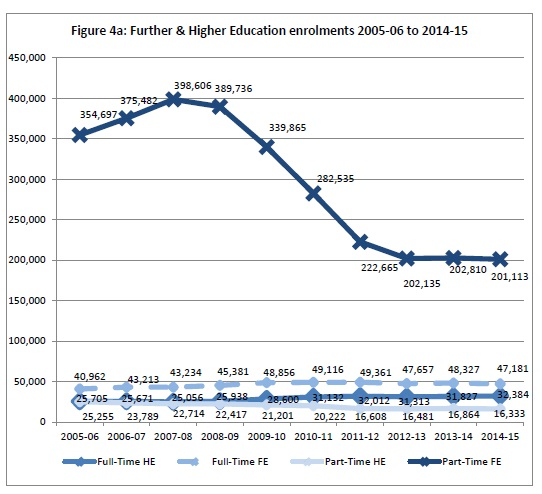 Figure 4a: Further & Higher Education enrolments 2005-06 to 2014-15
450,000
400,000
350,000
300,000
250,000
200,000
150,000
100,000
50,000
0
354,697 375,482 398,606 389,736 339,865 282,535 222,665 202,135 202,810 201,113
40,962 43,213 43,234 45,381 48,856 49,116 49,361 47,657 48,327 47,181
25,705 25,671 25,056 25,938 28,600 31,132 32,012 31,313 31,827 32,384
25,255 23,789 22,714 22,417 21,201 20,222 16,608 16,481 16,864 16,333
2005-06 2006-07 2007-08 2008-09 2009-10 2010-11 2011-12 2012-13 2013-14 2014-15
Full-Time HE Full-Time FE Part-Time HE Part-Time FE